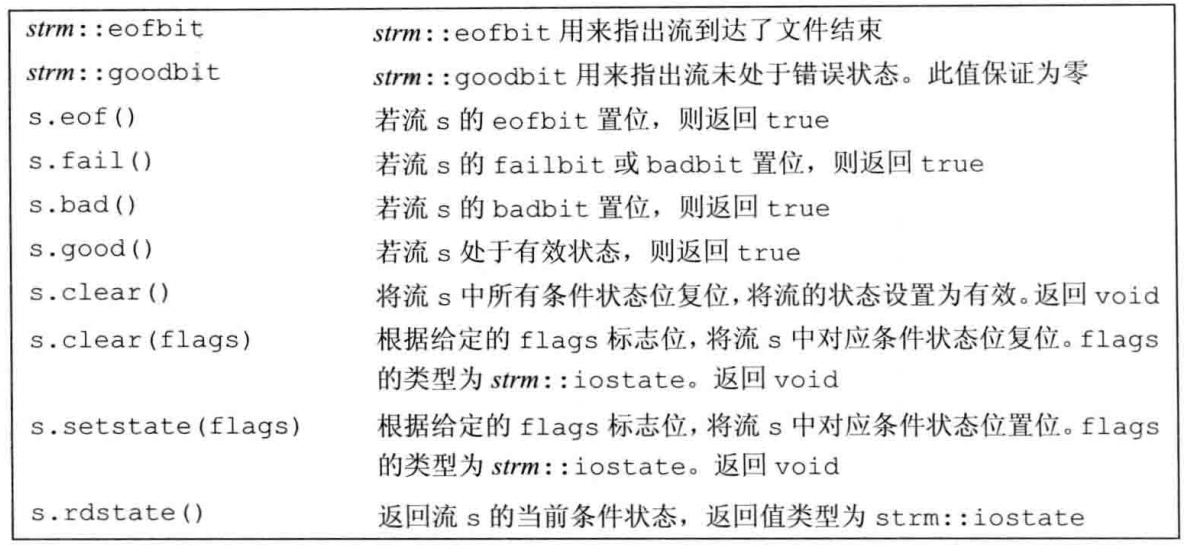 strm::eofbit strm::eofbit 用来指出流到达了文件结束
strm::goodbit strm::goodbit 用来指出流未处于错误状态。此值保证为零
s.eof() 若流 s 的 eofbit 置位，则返回 true
s.fail() 若流 s 的 failbit 或 badbit 置位，则返回 true
s.bad() 若流 s 的 badbit 置位，则返回 true
s.good() 若流 s 处于有效状态，则返回 true
s.clear() 将流 s 中所有条件状态位复位,将流的状态设置为有效。返回 void
s.clear(flags) 根据给定的 flags 标志位,将流 s 中对应条件状态位复位。flags
的类型为 strm::iostate。返回 void
s.setstate(flags) 根据给定的 flags 标志位,将流 s 中对应条件状态位置位。flags
的类型为 strm::iostate。返回 void
s.rdstate() 返回流 s 的当前条件状态，返回值类型为 strm::iostate